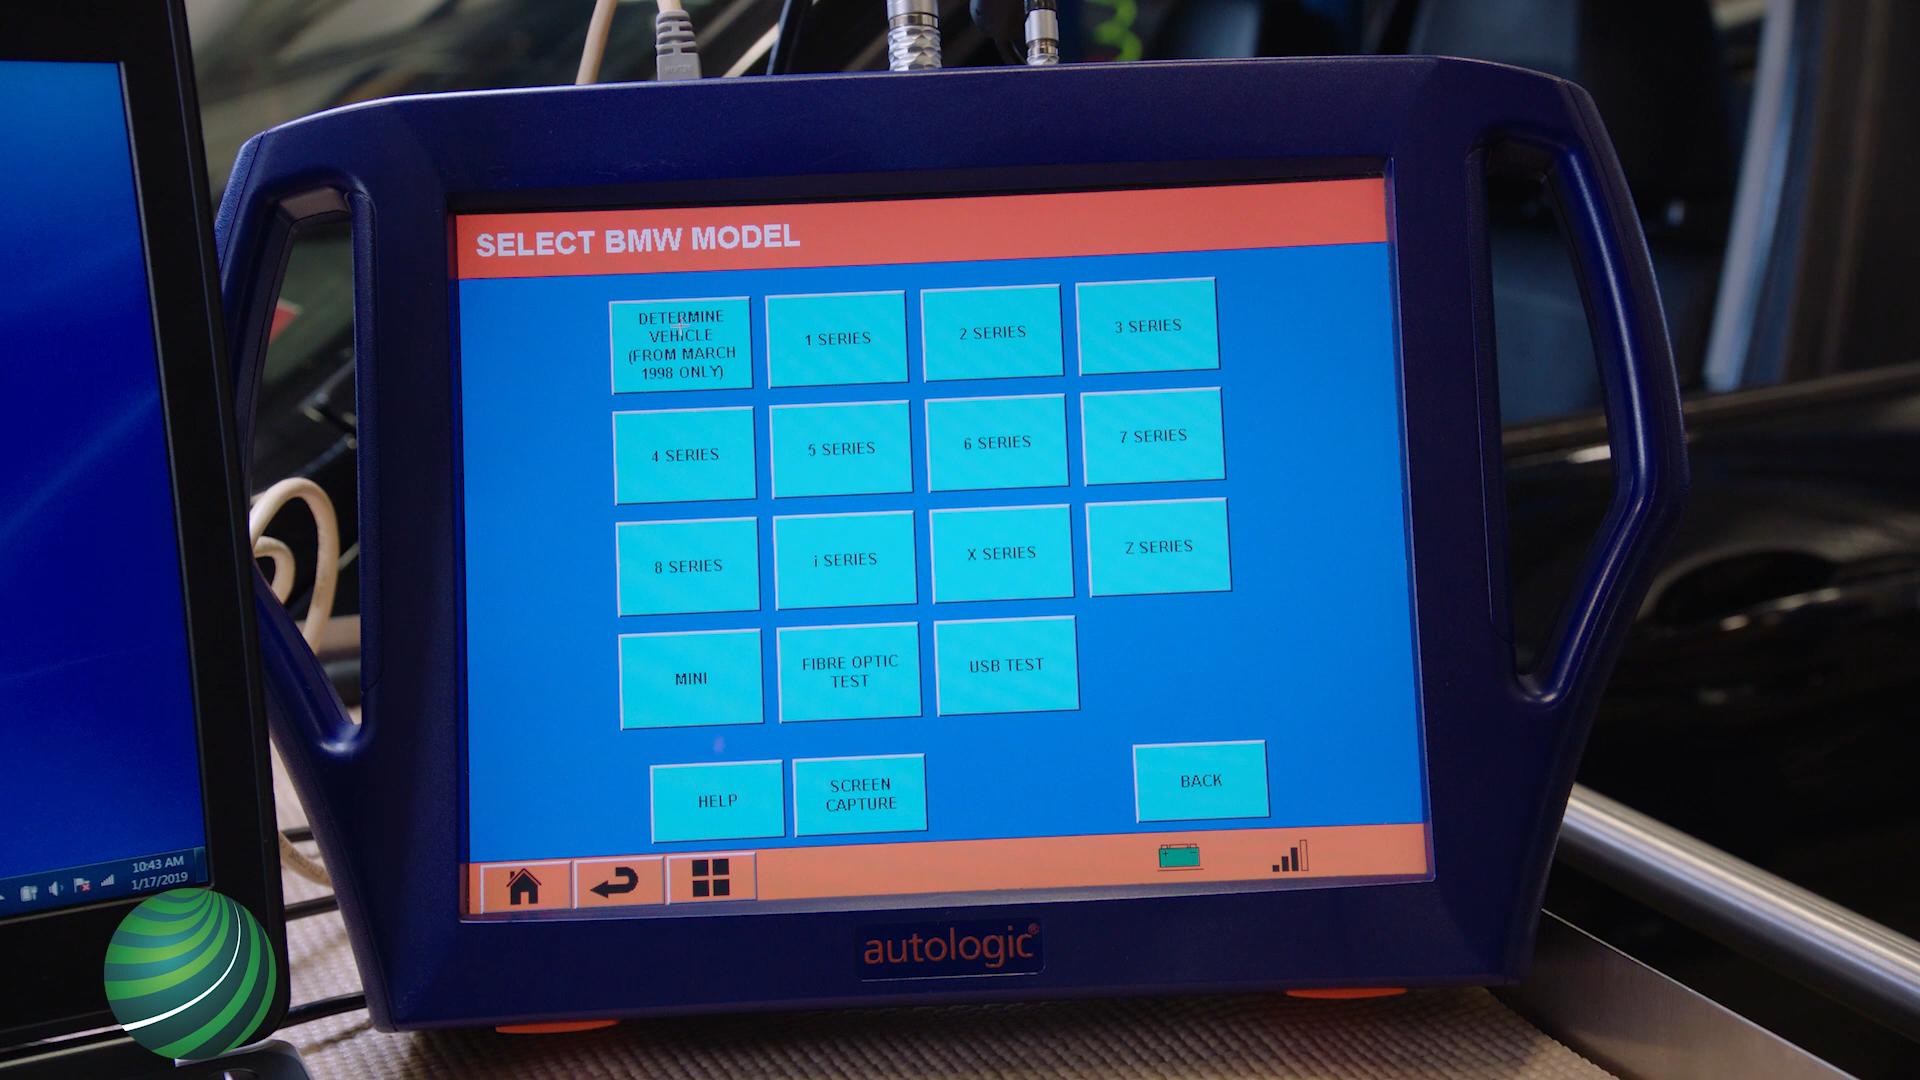 SELECT BMW MODEL
DETERMINE
VEHICLE
(FROM MARCH
1998 ONLY)
1 SERIES
2 SERIES
3 SERIES
4 SERIES
5 SERIES
6 SERIES
7 SERIES
8 SERIES
i SERIES
X SERIES
Z SERIES
MINI
FIBRE OPTIC
TEST
USB TEST
HELP
SCREEN
CAPTURE
BACK
10:43 AM
1/17/2019
autologic®